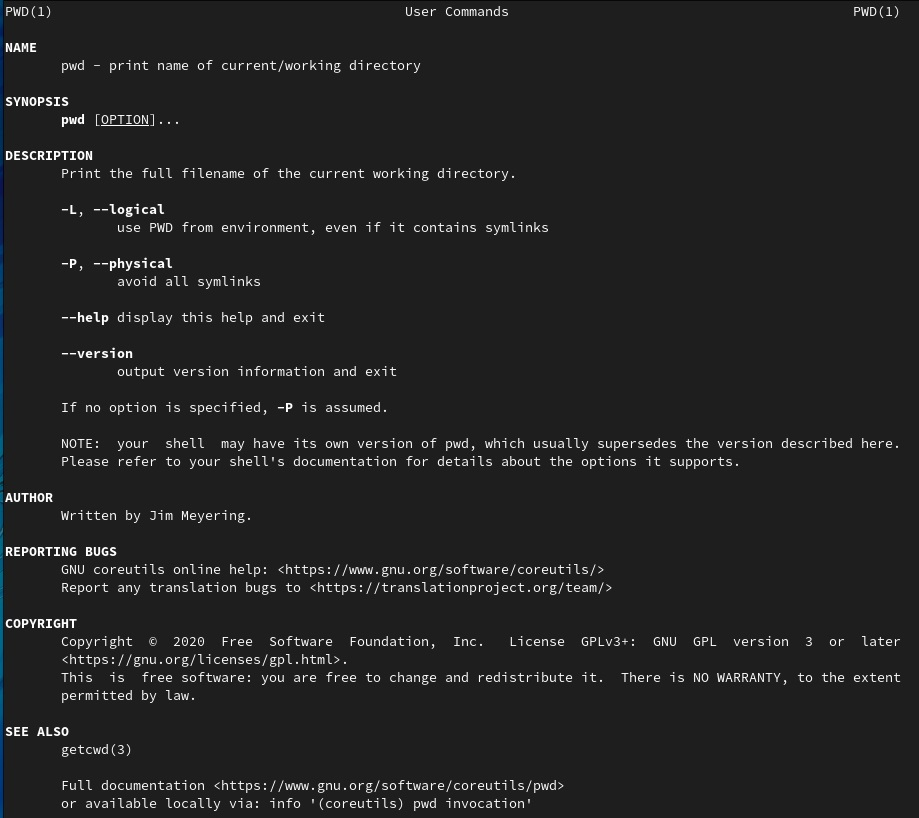 PWD(1) User Commands PWD(1)
NAME
pwd - print name of current/working directory
SYNOPSIS
pwd [OPTION]...
DESCRIPTION
Print the full filename of the current working directory.
-L, --logical
use PWD from environment, even if it contains symlinks
-P, --physical
avoid all symlinks
--help display this help and exit
--version
output version information and exit
If no option is specified, -P is assumed.
NOTE:  your  shell  may have its own version of pwd, which usually supersedes the version described here.
Please refer to your shell's documentation for details about the options it supports.
AUTHOR
Written by Jim Meyering.
REPORTING BUGS
GNU coreutils online help: <https://www.gnu.org/software/coreutils/>
Report any translation bugs to <https://translationproject.org/team/>
COPYRIGHT
Copyright  ©  2020  Free  Software  Foundation,  Inc.   License  GPLv3+:  GNU  GPL  version  3  or  later
<https://gnu.org/licenses/gpl.html>.
This  is  free software: you are free to change and redistribute it.  There is NO WARRANTY, to the extent
permitted by law.
SEE ALSO
getcwd(3)
Full documentation <https://www.gnu.org/software/coreutils/pwd>
or available locally via: info '(coreutils) pwd invocation'